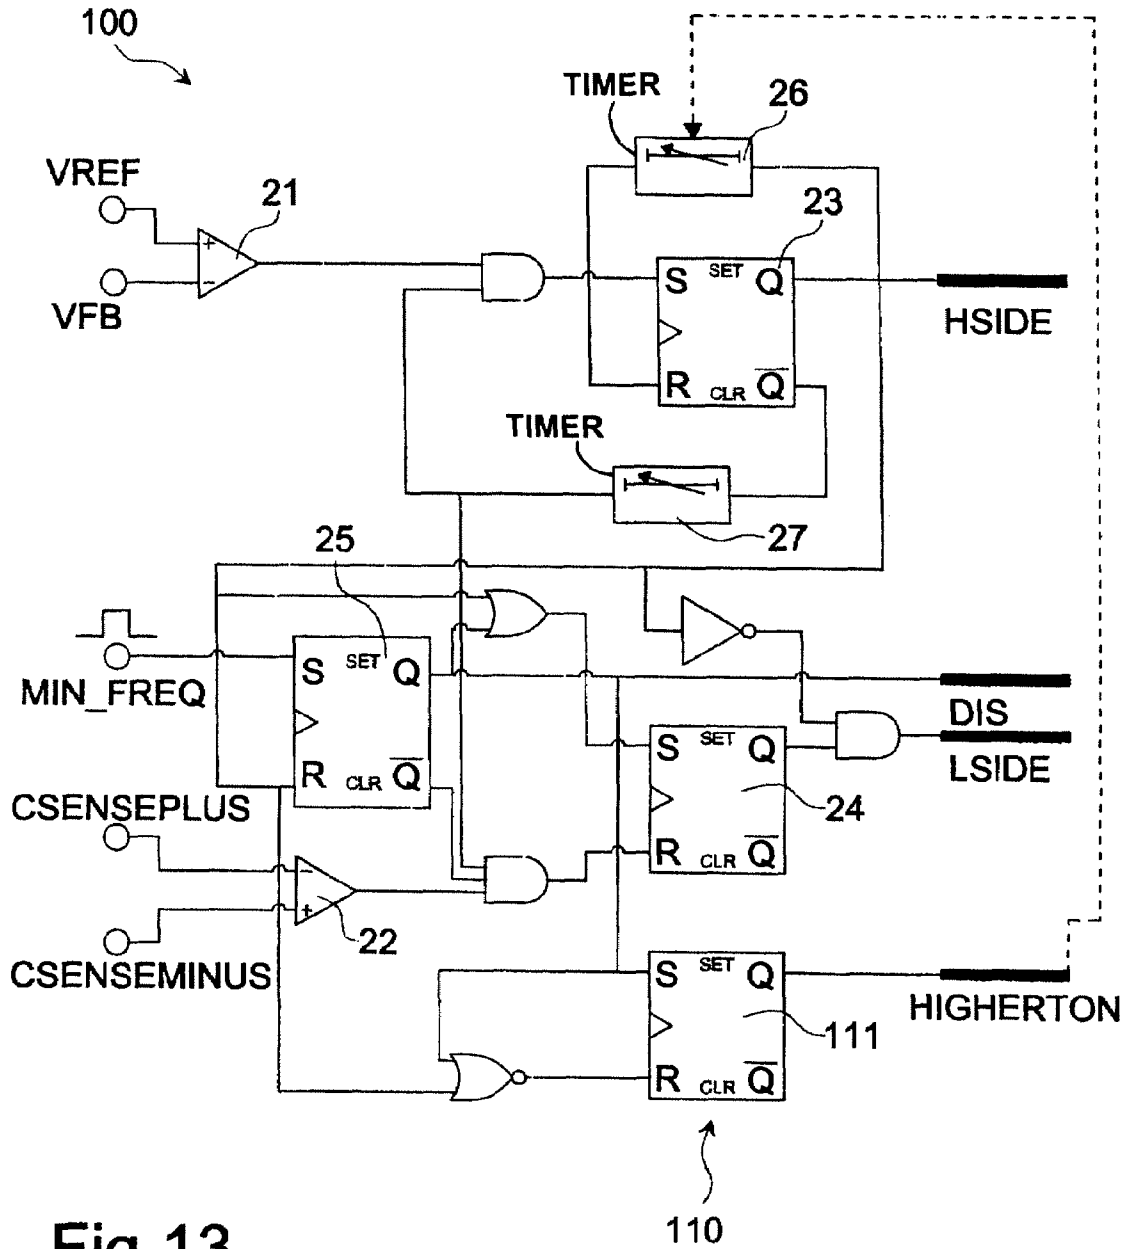 100
TIMER
26
VREF
21
23
+
-
S SET Q
VFB
HSIDE
R CLR Q̅
TIMER
27
25
S SET Q
MIN_FREQ
DIS
S SET Q
LSIDE
R CLR Q̅
24
CSENSEPLUS
R CLR Q̅
-
+
22
CSENSEMINUS
S SET Q
HIGHERTON
111
R CLR Q̅
110
Fig 13